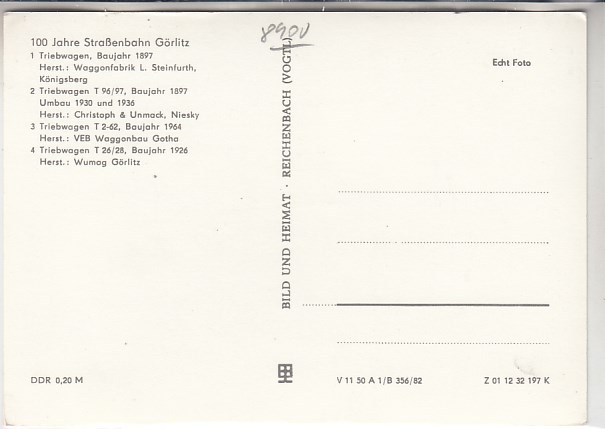 8900
100 Jahre Straßenbahn Görlitz
1 Triebwagen, Baujahr 1897
Herst.: Waggonfabrik L. Steinfurth,
Königsberg
2 Triebwagen T 96/97, Baujahr 1897
Umbau 1930 und 1936
Herst.: Christoph & Unmack, Niesky
3 Triebwagen T 2-62, Baujahr 1964
Herst.: VEB Waggonbau Gotha
4 Triebwagen T 26/28, Baujahr 1926
Herst.: Wumag Görlitz
BILD UND HEIMAT · REICHENBACH (VOGTL)
Echt Foto
DDR 0,20 M
V 11 50 A 1/B 356/82
Z 01 12 32 197 K